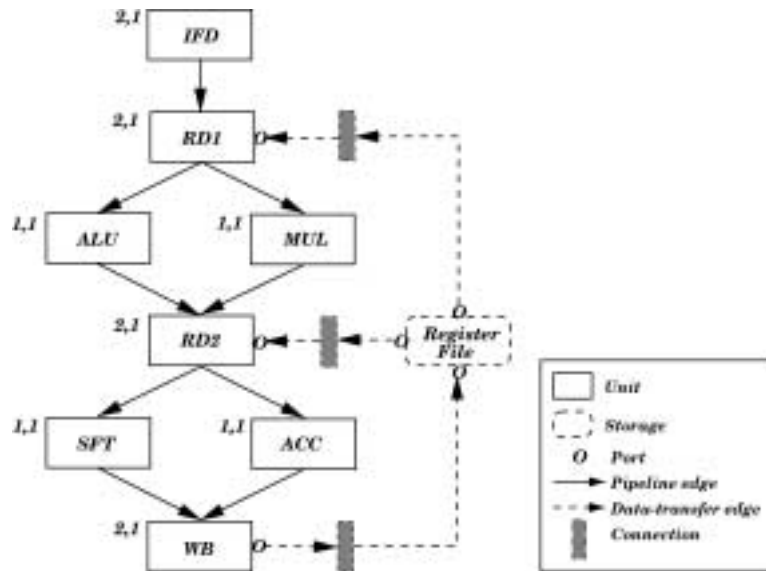 2,1
IFD
2,1
RD1
1,1
ALU
1,1
MUL
2,1
RD2
Register
File
1,1
SFT
1,1
ACC
2,1
WB
Unit
Storage
Port
Pipeline edge
Data-transfer edge
Connection